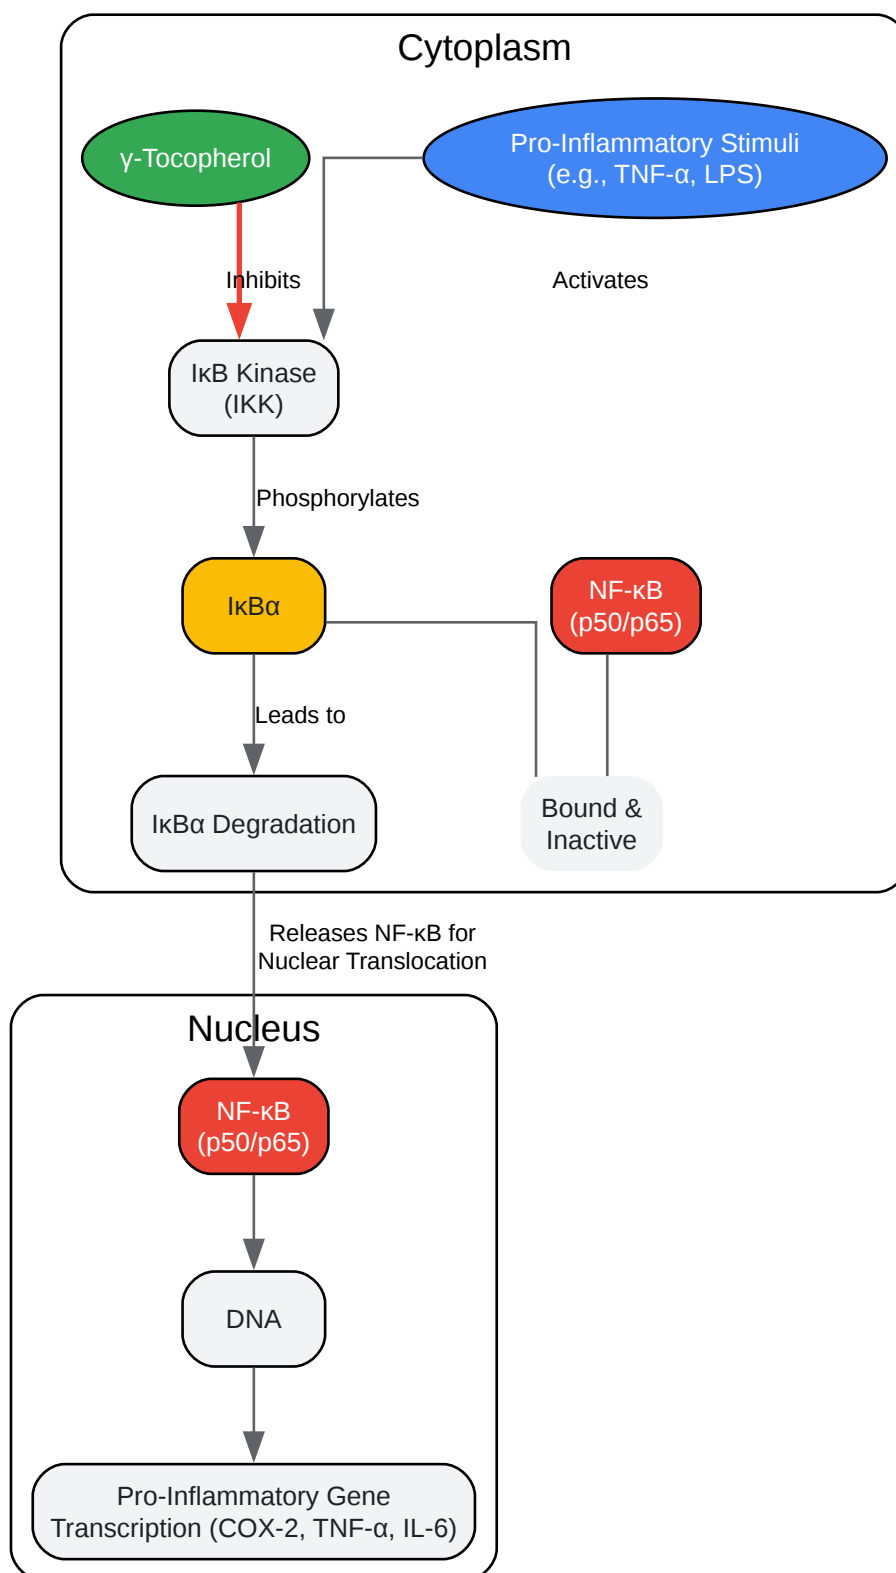 Cytoplasm
γ-Tocopherol
Pro-Inflammatory Stimuli
(e.g., TNF-α, LPS)
Inhibits
Activates
IκB Kinase
(IKK)
Phosphorylates
IκBα
NF-κB
(p50/p65)
Leads to
IκBα Degradation
Bound &
Inactive
Releases NF-κB for
Nuclear Translocation
Nucleus
NF-κB
(p50/p65)
DNA
Pro-Inflammatory Gene
Transcription (COX-2, TNF-α, IL-6)